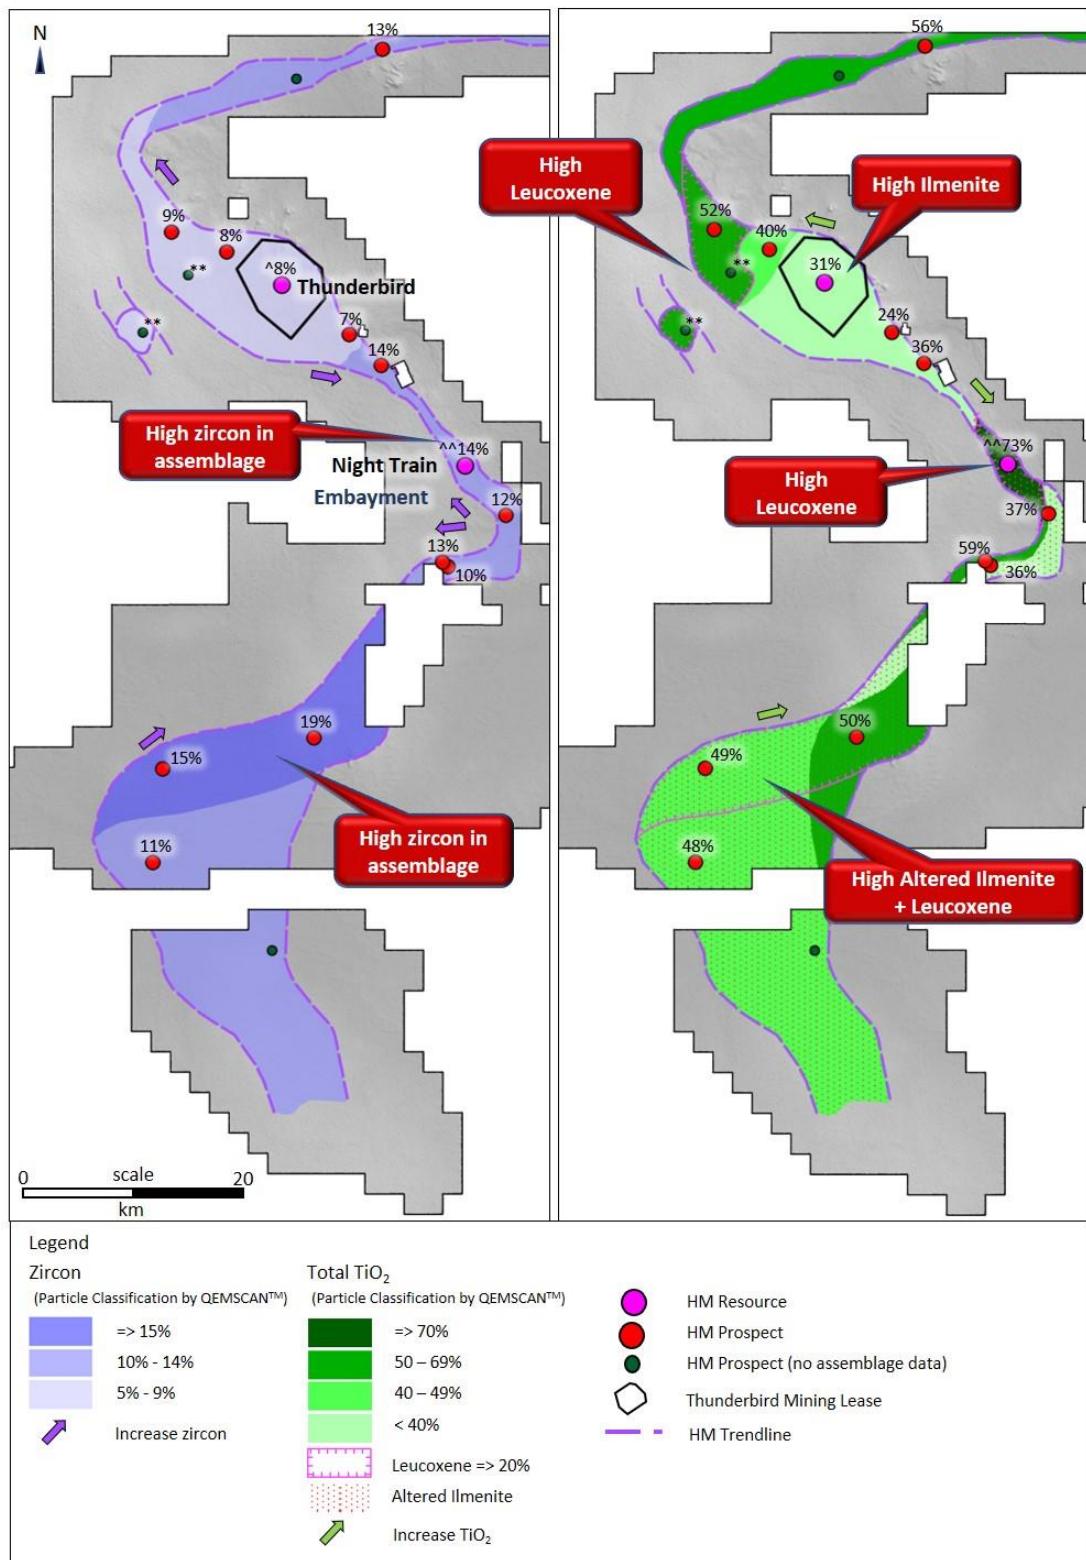 N
13%
9%
8%
**
^8%
Thunderbird
**
7%
14%
High zircon in
assemblage
^^14%
Night Train
Embayment
12%
13%
10%
19%
15%
High zircon in
assemblage
11%
0 scale 20
km
56%
High
Leucoxene
High Ilmenite
52%
40%
**
31%
**
24%
36%
^^73%
High
Leucoxene
37%
59%
36%
50%
49%
48%
High Altered Ilmenite
+ Leucoxene
Legend
Zircon
(Particle Classification by QEMSCAN™)
=> 15%
10% - 14%
5% - 9%
Increase zircon
Total TiO₂
(Particle Classification by QEMSCAN™)
=> 70%
50 – 69%
40 – 49%
< 40%
Leucoxene => 20%
Altered Ilmenite
Increase TiO₂
HM Resource
HM Prospect
HM Prospect (no assemblage data)
Thunderbird Mining Lease
HM Trendline